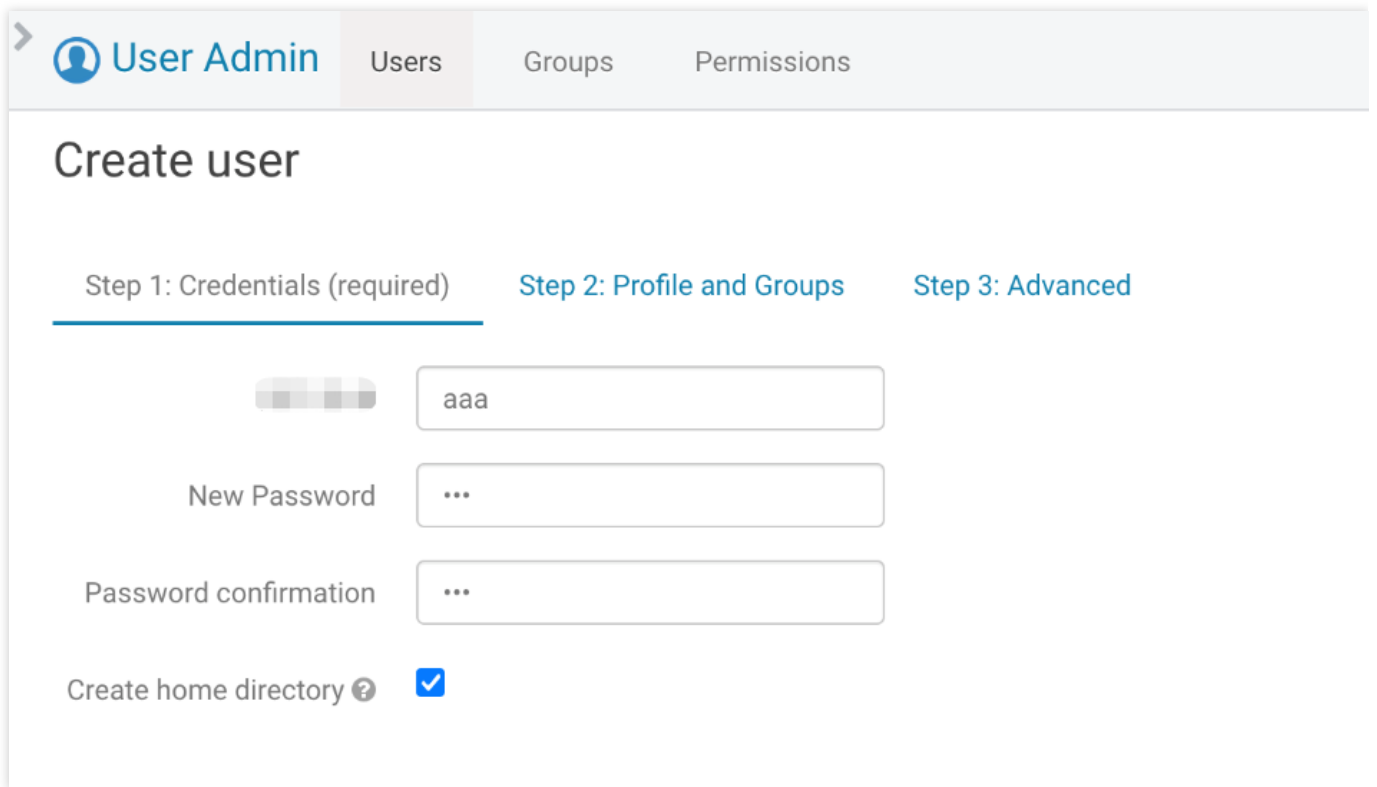 User Admin Users Groups Permissions
Create user
Step 1: Credentials (required) Step 2: Profile and Groups Step 3: Advanced
aaa
New Password •••
Password confirmation •••
Create home directory